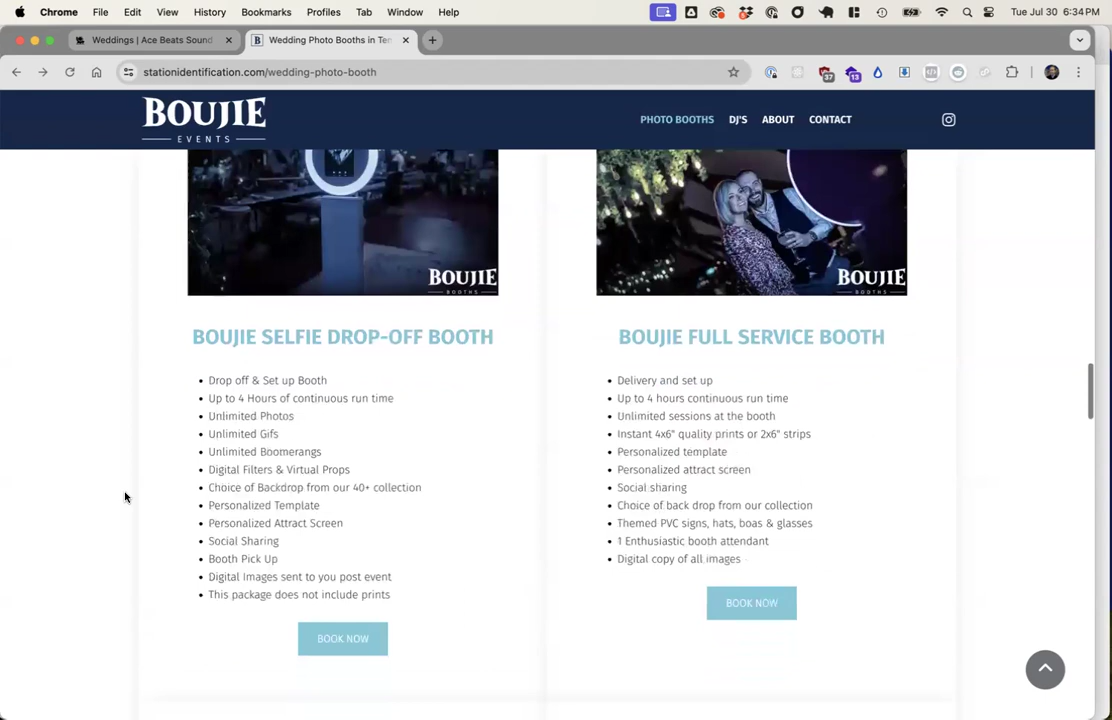 Chrome File Edit View History Bookmarks Profiles Tab Window Help Tue Jul 30 6:34 PM
Weddings | Ace Beats Sound
B Wedding Photo Booths in Ten
stationidentification.com/wedding-photo-booth
37
13
BOUJIE
EVENTS
PHOTO BOOTHS DJ'S ABOUT CONTACT
BOUJIE
BOOTHS
BOUJIE
BOOTHS
BOUJIE SELFIE DROP-OFF BOOTH
Drop off & Set up Booth
Up to 4 Hours of continuous run time
Unlimited Photos
Unlimited Gifs
Unlimited Boomerangs
Digital Filters & Virtual Props
Choice of Backdrop from our 40+ collection
Personalized Template
Personalized Attract Screen
Social Sharing
Booth Pick Up
Digital Images sent to you post event
This package does not include prints
BOOK NOW
BOUJIE FULL SERVICE BOOTH
Delivery and set up
Up to 4 hours continuous run time
Unlimited sessions at the booth
Instant 4x6" quality prints or 2x6" strips
Personalized template
Personalized attract screen
Social sharing
Choice of back drop from our collection
Themed PVC signs, hats, boas & glasses
1 Enthusiastic booth attendant
Digital copy of all images
BOOK NOW